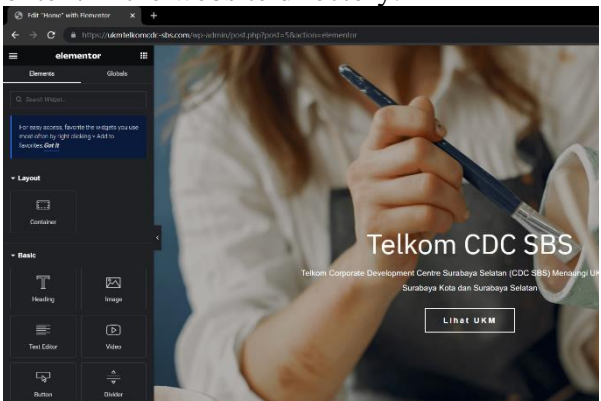 Edit "Home" with Elementor
https://ukmtelkomcdc-sbs.com/wp-admin/post.php?post=5&action=elementor
elementor
Elements Globals
Search Widget...
For easy access, favorite the widgets you use
most often by right clicking > Add to
favorites. Got It
Layout
Container
Basic
Heading Image
Text Editor Video
Button Divider
Telkom CDC SBS
Telkom Corporate Development Centre Surabaya Selatan (CDC SBS) Menaungi UK
Surabaya Kota dan Surabaya Selatan
Lihat UKM